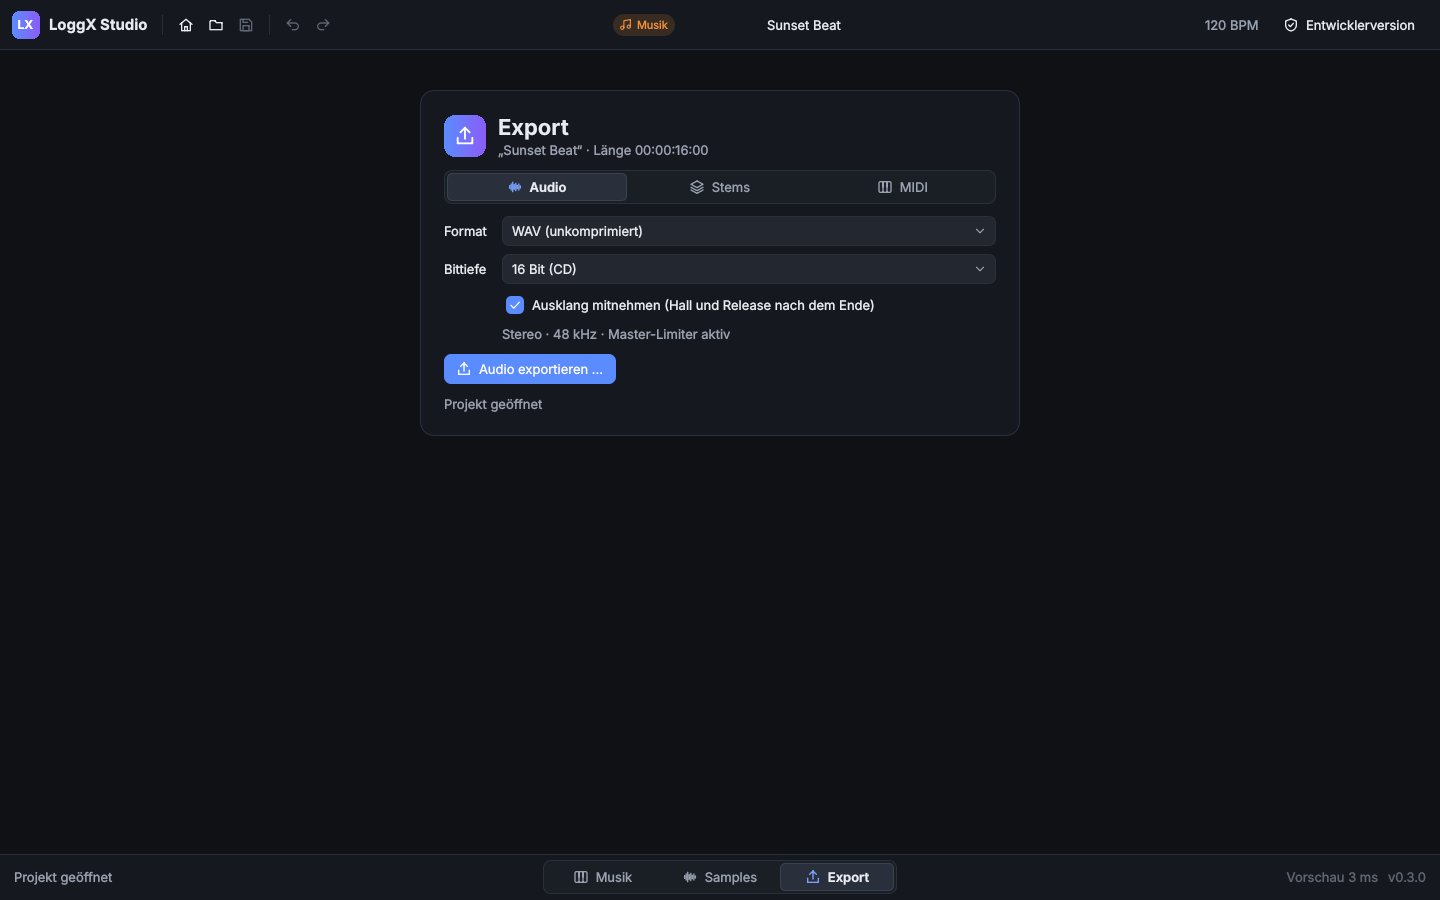 LX LoggX Studio
Musik
Sunset Beat
120 BPM
Entwicklerversion
Export
„Sunset Beat“ · Länge 00:00:16:00
Audio
Stems
MIDI
Format
WAV (unkomprimiert)
Bittiefe
16 Bit (CD)
Ausklang mitnehmen (Hall und Release nach dem Ende)
Stereo · 48 kHz · Master-Limiter aktiv
Audio exportieren ...
Projekt geöffnet
Projekt geöffnet
Musik
Samples
Export
Vorschau 3 ms
v0.3.0